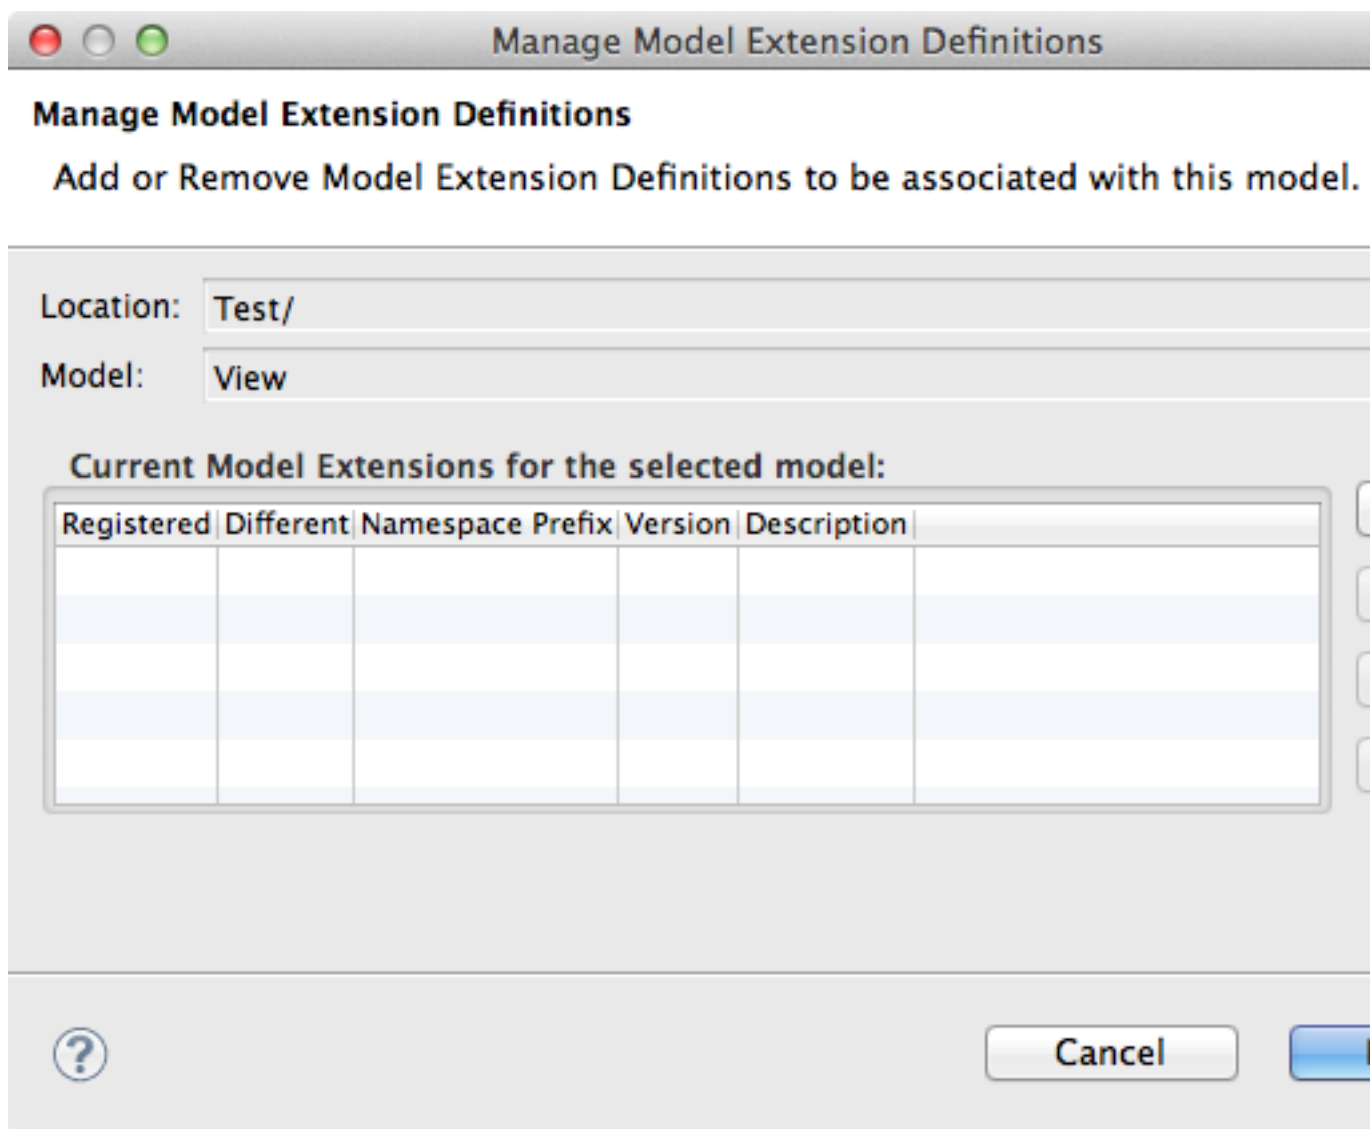 Manage Model Extension Definitions
Manage Model Extension Definitions
Add or Remove Model Extension Definitions to be associated with this model.
Location: Test/
Model: View
Current Model Extensions for the selected model:
Registered Different Namespace Prefix Version Description
?
Cancel